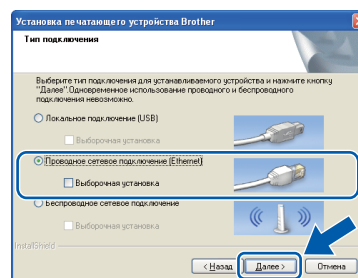 Установка печатающего устройства Brother
Тип подключения
Выберите тип подключения для устанавливаемого устройства и нажмите кнопку
"Далее".Одновременное использование проводного и беспроводного
подключения невозможно.
Локальное подключение (USB)
Выборочная установка
Проводное сетевое подключение (Ethernet)
Выборочная установка
Беспроводное сетевое подключение
Выборочная установка
InstallShield
< Назад
Далее >
Отмена